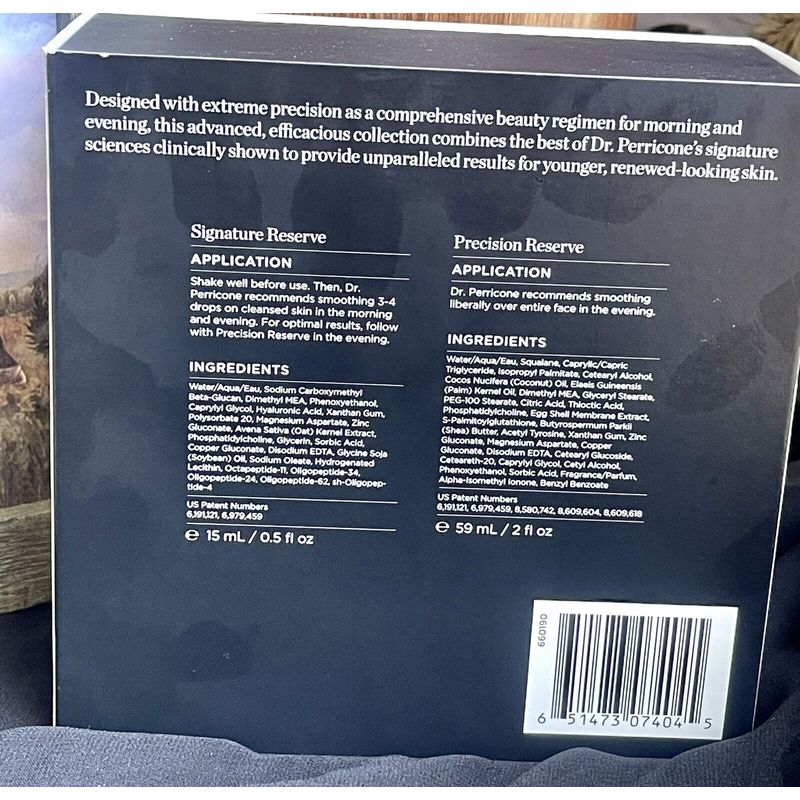 Designed with extreme precision as a comprehensive beauty regimen for morning and
evening, this advanced, efficacious collection combines the best of Dr. Perricone's signature
sciences clinically shown to provide unparalleled results for younger, renewed-looking skin.
Signature Reserve
APPLICATION
Shake well before use. Then, Dr.
Perricone recommends smoothing 3-4
drops on cleansed skin in the morning
and evening. For optimal results, follow
with Precision Reserve in the evening.
INGREDIENTS
Water/Aqua/Eau, Sodium Carboxymethyl
Beta-Glucan, Dimethyl MEA, Phenoxyethanol,
Caprylyl Glycol, Hyaluronic Acid, Xanthan Gum,
Polysorbate 20, Magnesium Aspartate, Zinc
Gluconate, Avena Sativa (Oat) Kernel Extract,
Phosphatidylcholine, Glycerin, Sorbic Acid,
Copper Gluconate, Disodium EDTA, Glycine Soja
(Soybean) Oil, Sodium Oleate, Hydrogenated
Lecithin, Octapeptide-11, Oligopeptide-34,
Oligopeptide-24, Oligopeptide-62, sh-Oligopep-
tide-4
US Patent Numbers
6,191,121, 6,979,459
℮ 15 mL / 0.5 fl oz
Precision Reserve
APPLICATION
Dr. Perricone recommends smoothing
liberally over entire face in the evening.
INGREDIENTS
Water/Aqua/Eau, Squalane, Caprylic/Capric
Triglyceride, Isopropyl Palmitate, Cetearyl Alcohol,
Cocos Nucifera (Coconut) Oil, Elaeis Guineensis
(Palm) Kernel Oil, Dimethyl MEA, Glyceryl Stearate,
PEG-100 Stearate, Citric Acid, Thioctic Acid,
Phosphatidylcholine, Egg Shell Membrane Extract,
S-Palmitoylglutathione, Butyrospermum Parkii
(Shea) Butter, Acetyl Tyrosine, Xanthan Gum, Zinc
Gluconate, Magnesium Aspartate, Copper
Gluconate, Disodium EDTA, Cetearyl Glucoside,
Ceteareth-20, Caprylyl Glycol, Cetyl Alcohol,
Phenoxyethanol, Sorbic Acid, Fragrance/Parfum,
Alpha-Isomethyl Ionone, Benzyl Benzoate
US Patent Numbers
6,191,121, 6,979,459, 8,580,742, 8,609,604, 8,609,618
℮ 59 mL / 2 fl oz
660190
6 51473 07404 5